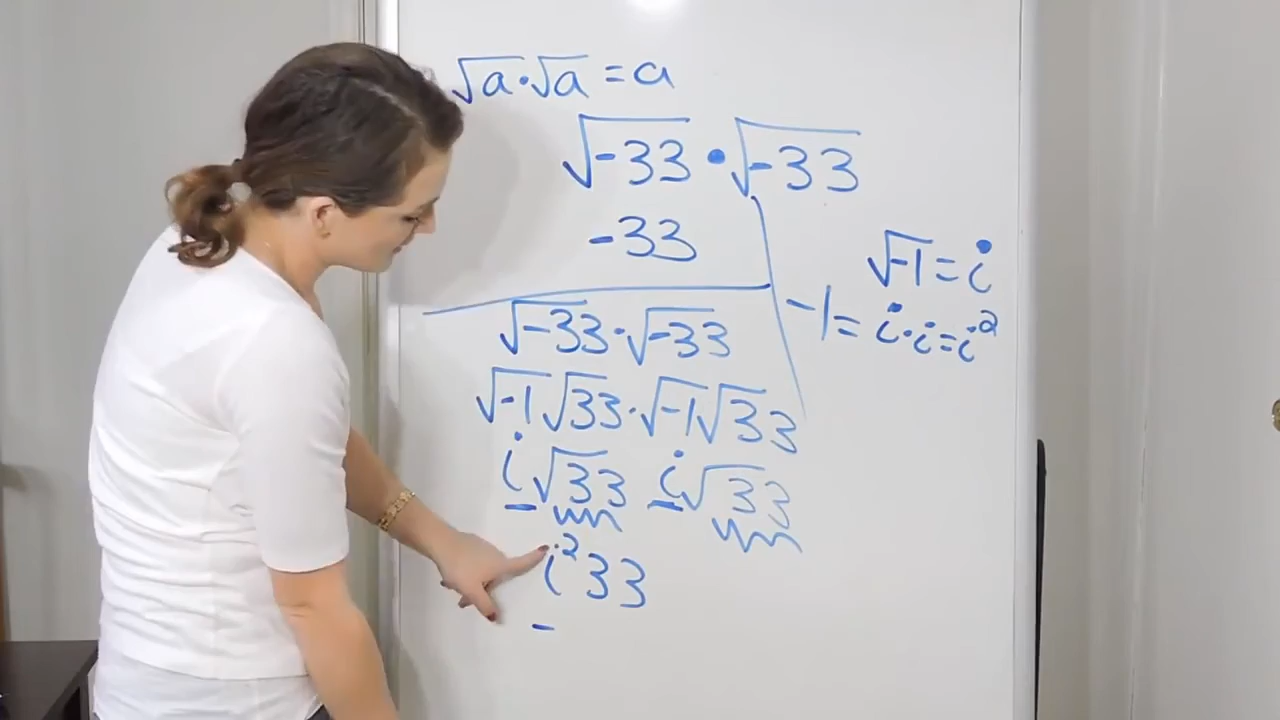 √a·√a = a
√-33 · √-33
-33
√-1 = i
-1 = i·i = i²
√-33 · √-33
√-1 √33 · √-1 √33
i √33 i √33
i² 33
-